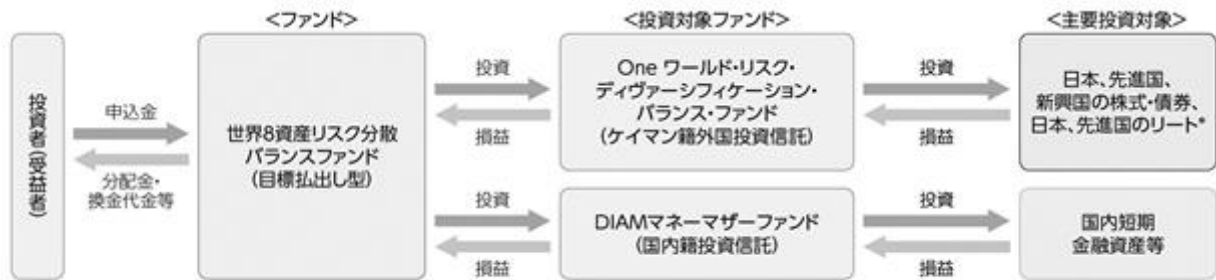 <ファンド>
<投資対象ファンド>
<主要投資対象>
投資者(受益者)
申込金
分配金・
換金代金等
世界8資産リスク分散
バランスファンド
(目標払出し型)
投資
損益
One ワールド・リスク・
ディヴァーシフィケーション・
バランス・ファンド
(ケイマン籍外国投資信託)
投資
損益
日本、先進国、
新興国の株式・債券、
日本、先進国のリート*
投資
損益
DIAMマネーマザーファンド
(国内籍投資信託)
投資
損益
国内短期
金融資産等